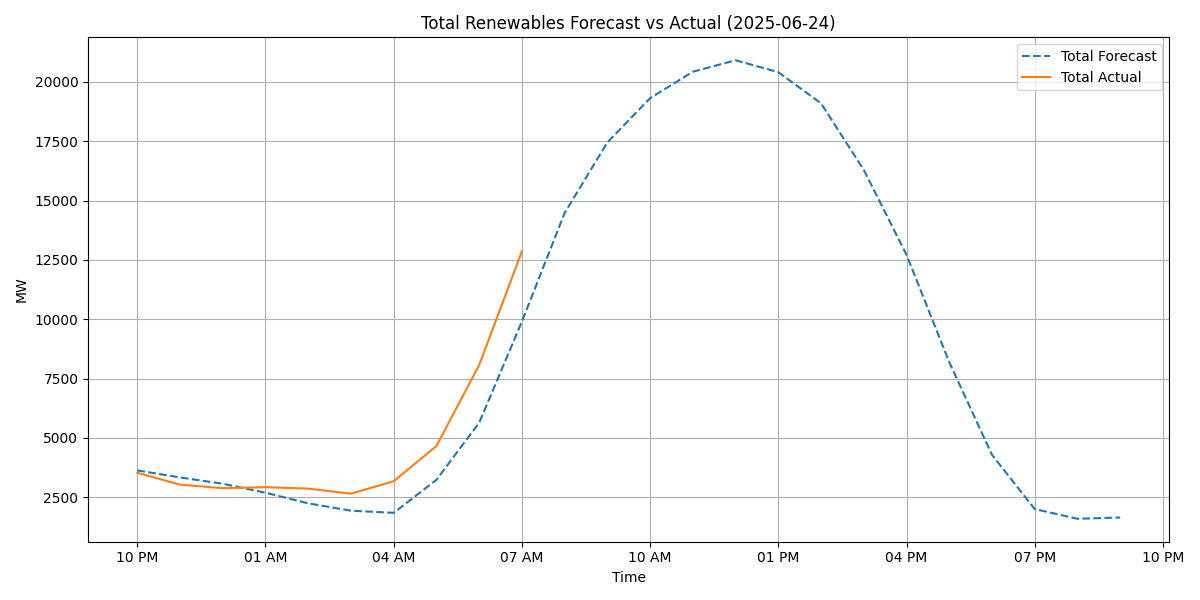 Total Renewables Forecast vs Actual (2025-06-24)
Total Forecast
Total Actual
20000
17500
15000
12500
10000
7500
5000
2500
MW
10 PM 01 AM 04 AM 07 AM 10 AM 01 PM 04 PM 07 PM 10 PM
Time